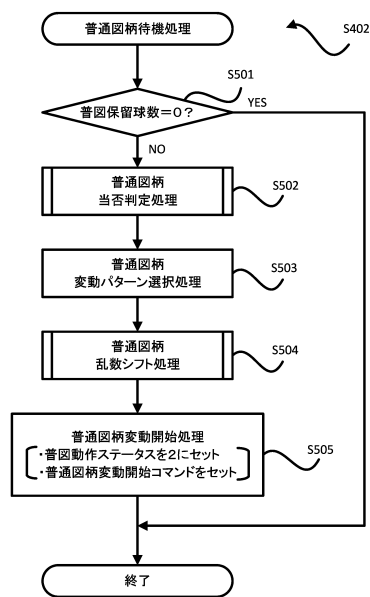 普通図柄待機処理
S402
S501
普図保留球数＝０？
YES
NO
普通図柄
当否判定処理
S502
普通図柄
変動パターン選択処理
S503
普通図柄
乱数シフト処理
S504
普通図柄変動開始処理
・普図動作ステータスを２にセット
・普通図柄変動開始コマンドをセット
S505
終了